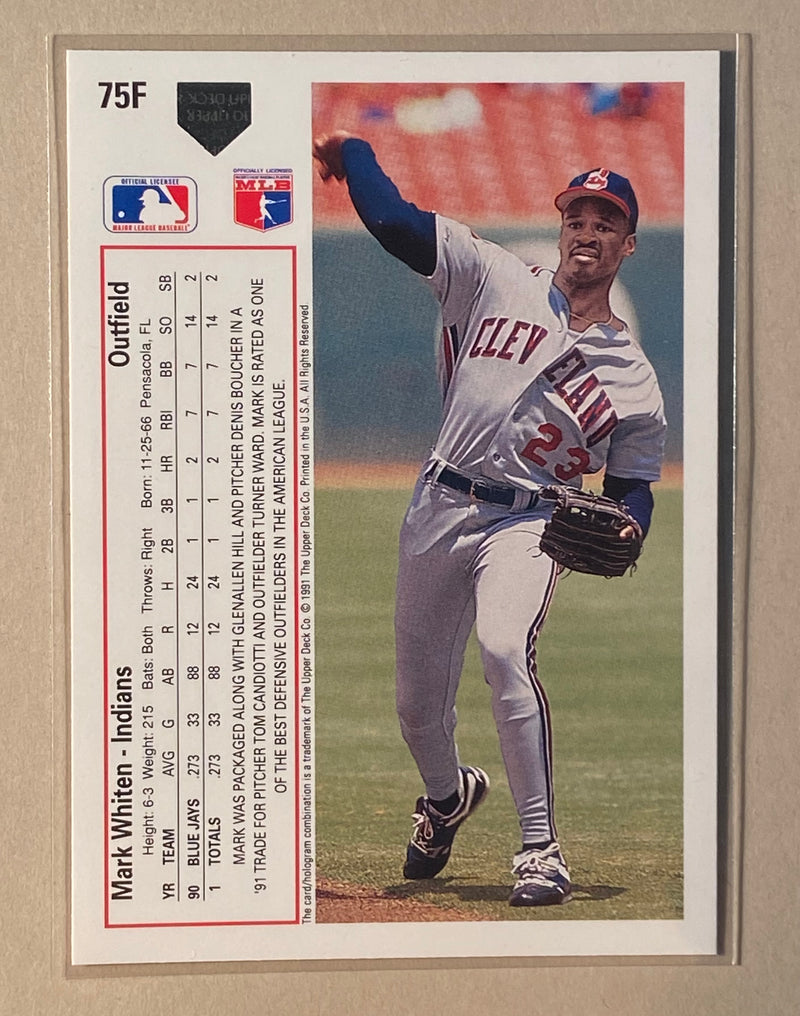 75F
OFFICIAL LICENSEE
MAJOR LEAGUE BASEBALL
OFFICIALLY LICENSED
MLB
Mark Whiten - Indians Outfield
Height: 6-3 Weight: 215 Bats: Both Throws: Right Born: 11-25-66 Pensacola, FL
YR TEAM AVG G AB R H 2B 3B HR RBI BB SO SB
90 BLUE JAYS .273 33 88 12 24 1 1 2 7 7 14 2
1 TOTALS .273 33 88 12 24 1 1 2 7 7 14 2
MARK WAS PACKAGED ALONG WITH GLENALLEN HILL AND PITCHER DENIS BOUCHER IN A
'91 TRADE FOR PITCHER TOM CANDIOTTI AND OUTFIELDER TURNER WARD. MARK IS RATED AS ONE
OF THE BEST DEFENSIVE OUTFIELDERS IN THE AMERICAN LEAGUE.
The card/hologram combination is a trademark of The Upper Deck Co. © 1991 The Upper Deck Co. Printed in the U.S.A. All Rights Reserved
CLEVELAND
23